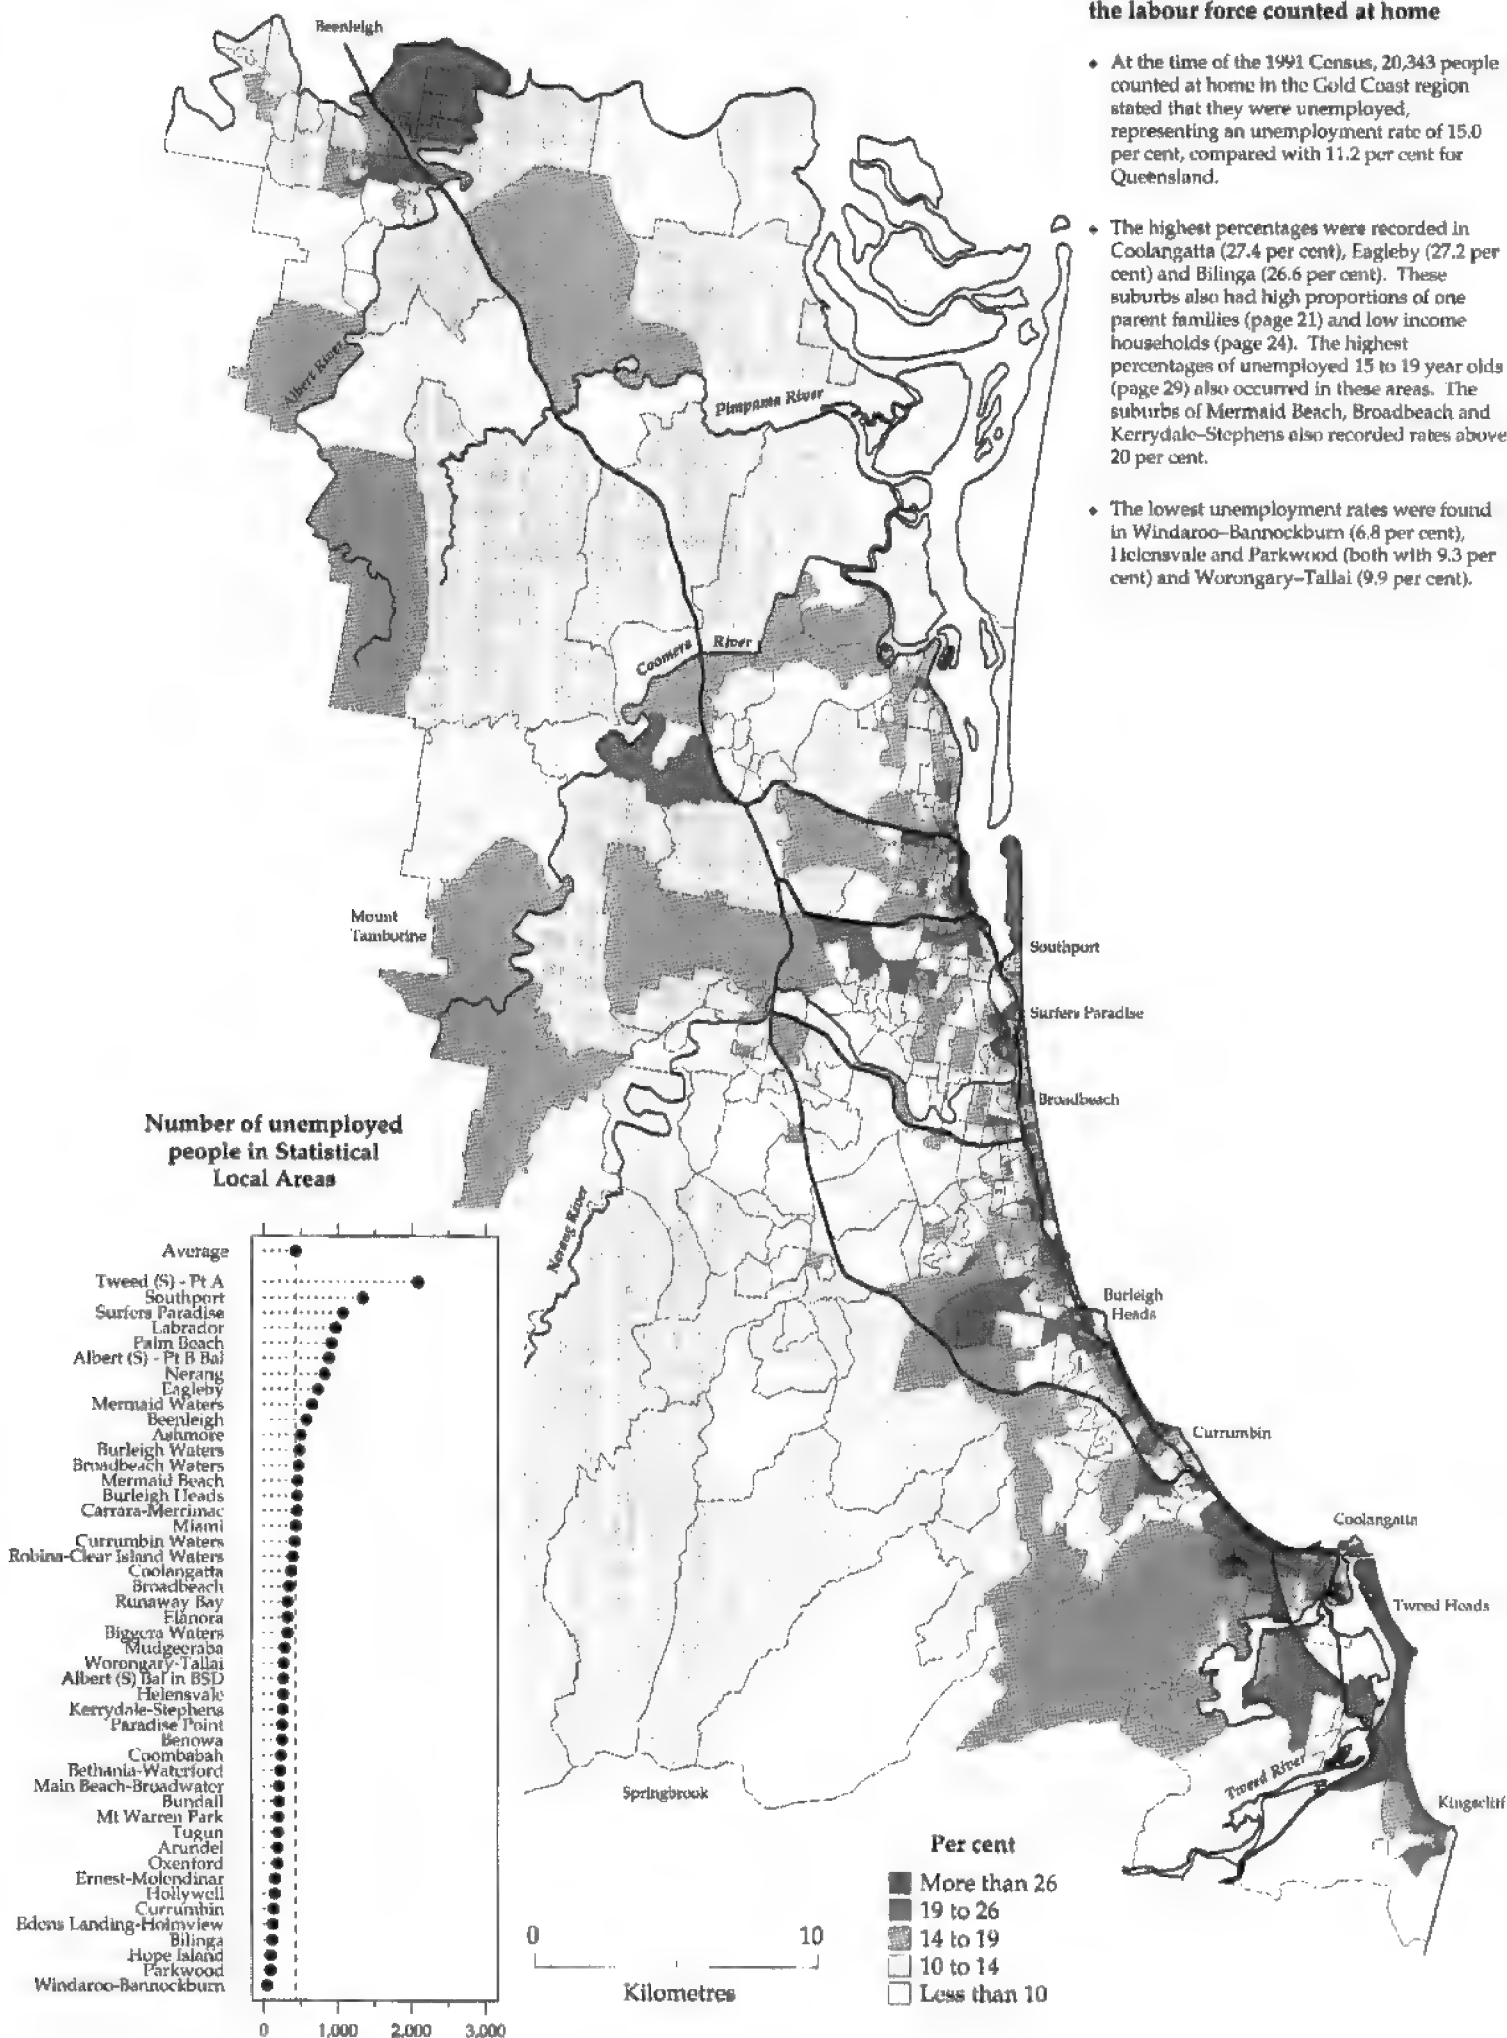 the labour force counted at home
• At the time of the 1991 Census, 20,343 people
counted at home in the Gold Coast region
stated that they were unemployed,
representing an unemployment rate of 15.0
per cent, compared with 11.2 per cent for
Queensland.
• The highest percentages were recorded in
Coolangatta (27.4 per cent), Eagleby (27.2 per
cent) and Bilinga (26.6 per cent). These
suburbs also had high proportions of one
parent families (page 21) and low income
households (page 24). The highest
percentages of unemployed 15 to 19 year olds
(page 29) also occurred in these areas. The
suburbs of Mermaid Beach, Broadbeach and
Kerrydale–Stephens also recorded rates above
20 per cent.
• The lowest unemployment rates were found
in Windaroo–Bannockburn (6.8 per cent),
Helensvale and Parkwood (both with 9.3 per
cent) and Worongary–Tallai (9.9 per cent).
Beenleigh
Albert River
Pimpama River
Coomera River
Mount
Tamborine
Southport
Surfers Paradise
Broadbeach
Nerang River
Burleigh
Heads
Currumbin
Coolangatta
Tweed Heads
Tweed River
Kingscliff
Springbrook
Number of unemployed
people in Statistical
Local Areas
Average
Tweed (S) - Pt A
Southport
Surfers Paradise
Labrador
Palm Beach
Albert (S) - Pt B Bal
Nerang
Eagleby
Mermaid Waters
Beenleigh
Ashmore
Burleigh Waters
Broadbeach Waters
Mermaid Beach
Burleigh Heads
Carrara-Merrimac
Miami
Currumbin Waters
Robina-Clear Island Waters
Coolangatta
Broadbeach
Runaway Bay
Elanora
Biggera Waters
Mudgeeraba
Worongary-Tallai
Albert (S) Bal in BSD
Helensvale
Kerrydale-Stephens
Paradise Point
Benowa
Coombabah
Bethania-Waterford
Main Beach-Broadwater
Bundall
Mt Warren Park
Tugun
Arundel
Oxenford
Ernest-Molendinar
Hollywell
Currumbin
Edens Landing-Holmview
Bilinga
Hope Island
Parkwood
Windaroo-Bannockburn
0 1,000 2,000 3,000
0 10
Kilometres
Per cent
More than 26
19 to 26
14 to 19
10 to 14
Less than 10